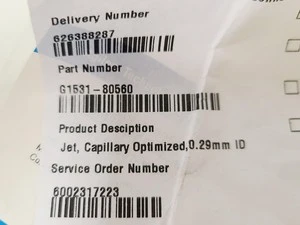 Delivery Number
626388287
Part Number
G1531-80560
Product Desciption
Jet, Capillary Optimized,0.29mm ID
Service Order Number
6002317223